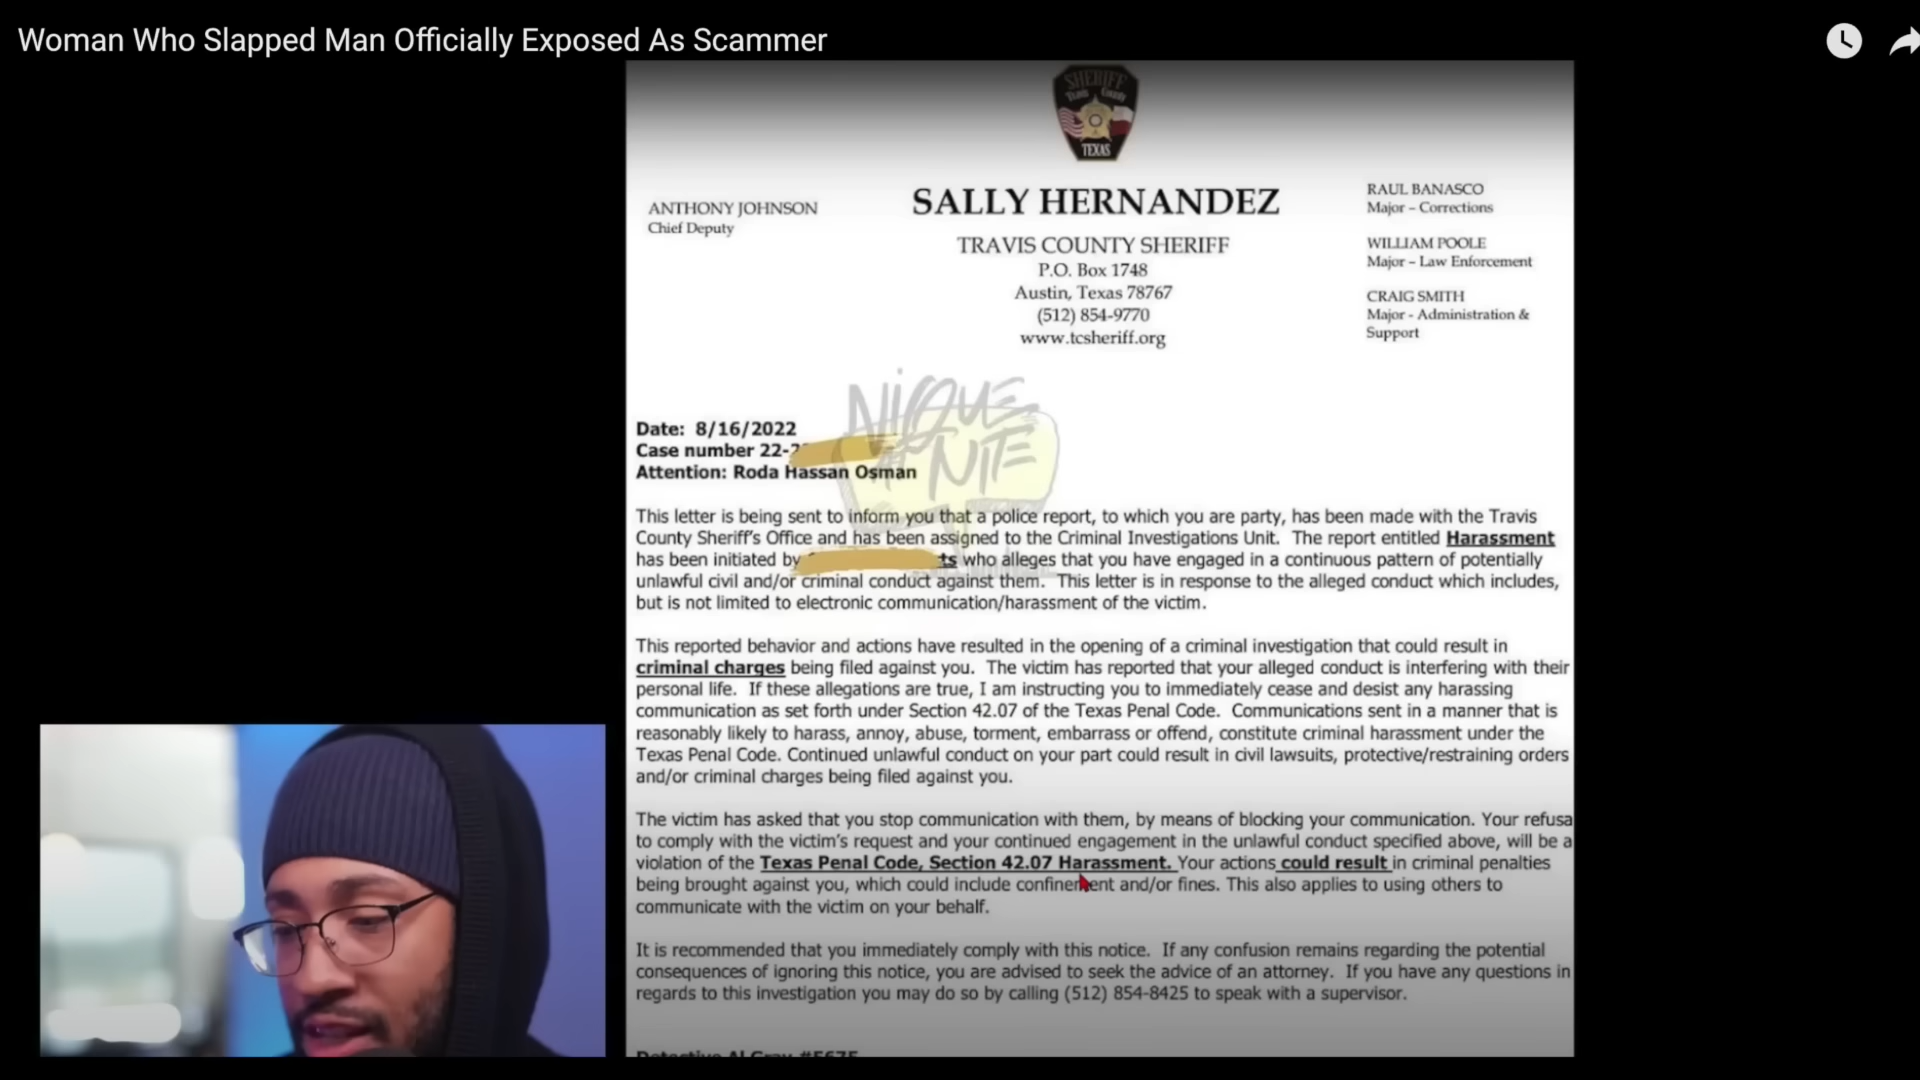 Woman Who Slapped Man Officially Exposed As Scammer
SHERIFF
Travis County
TEXAS
ANTHONY JOHNSON
Chief Deputy
SALLY HERNANDEZ
TRAVIS COUNTY SHERIFF
P.O. Box 1748
Austin, Texas 78767
(512) 854-9770
www.tcsheriff.org
RAUL BANASCO
Major – Corrections
WILLIAM POOLE
Major – Law Enforcement
CRAIG SMITH
Major - Administration &
Support
NIQUE
NITE
Date: 8/16/2022
Case number 22-
Attention: Roda Hassan Osman
This letter is being sent to inform you that a police report, to which you are party, has been made with the Travis
County Sheriff's Office and has been assigned to the Criminal Investigations Unit. The report entitled Harassment
has been initiated by ts who alleges that you have engaged in a continuous pattern of potentially
unlawful civil and/or criminal conduct against them. This letter is in response to the alleged conduct which includes,
but is not limited to electronic communication/harassment of the victim.
This reported behavior and actions have resulted in the opening of a criminal investigation that could result in
criminal charges being filed against you. The victim has reported that your alleged conduct is interfering with their
personal life. If these allegations are true, I am instructing you to immediately cease and desist any harassing
communication as set forth under Section 42.07 of the Texas Penal Code. Communications sent in a manner that is
reasonably likely to harass, annoy, abuse, torment, embarrass or offend, constitute criminal harassment under the
Texas Penal Code. Continued unlawful conduct on your part could result in civil lawsuits, protective/restraining orders
and/or criminal charges being filed against you.
The victim has asked that you stop communication with them, by means of blocking your communication. Your refusa
to comply with the victim's request and your continued engagement in the unlawful conduct specified above, will be a
violation of the Texas Penal Code, Section 42.07 Harassment. Your actions could result in criminal penalties
being brought against you, which could include confinement and/or fines. This also applies to using others to
communicate with the victim on your behalf.
It is recommended that you immediately comply with this notice. If any confusion remains regarding the potential
consequences of ignoring this notice, you are advised to seek the advice of an attorney. If you have any questions in
regards to this investigation you may do so by calling (512) 854-8425 to speak with a supervisor.
Detective Al Gray #5675